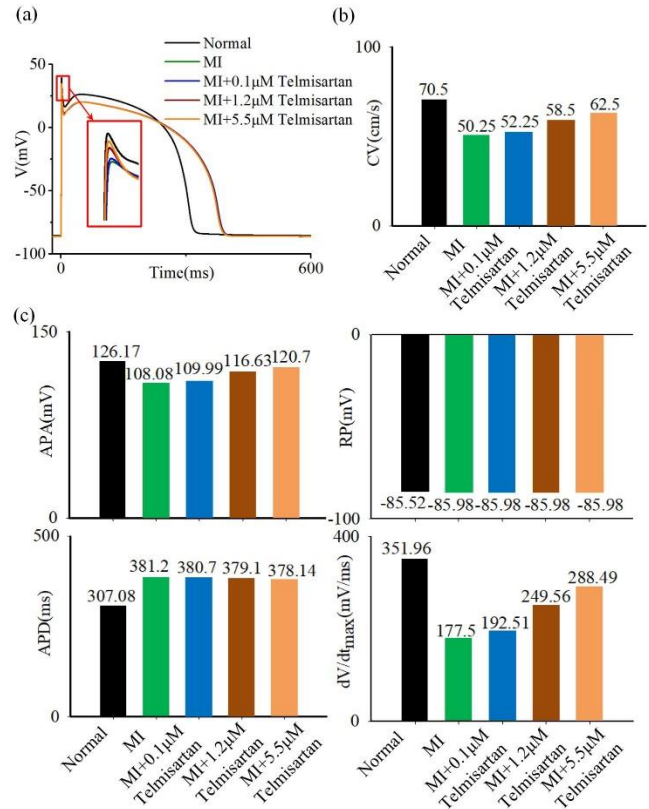 (a)
Normal
MI
MI+0.1μM Telmisartan
MI+1.2μM Telmisartan
MI+5.5μM Telmisartan
50
0
-50
-100
V(mV)
0
600
Time(ms)
(b)
100
0
CV(cm/s)
70.5
50.25
52.25
58.5
62.5
Normal
MI
MI+0.1μM
Telmisartan
MI+1.2μM
Telmisartan
MI+5.5μM
Telmisartan
(c)
150
0
APA(mV)
126.17
108.08
109.99
116.63
120.7
0
-100
RP(mV)
-85.52
-85.98
-85.98
-85.98
-85.98
500
0
APD(ms)
307.08
381.2
380.7
379.1
378.14
Normal
MI
MI+0.1μM
Telmisartan
MI+1.2μM
Telmisartan
MI+5.5μM
Telmisartan
400
0
dV/dtmax(mV/ms)
351.96
177.5
192.51
249.56
288.49
Normal
MI
MI+0.1μM
Telmisartan
MI+1.2μM
Telmisartan
MI+5.5μM
Telmisartan